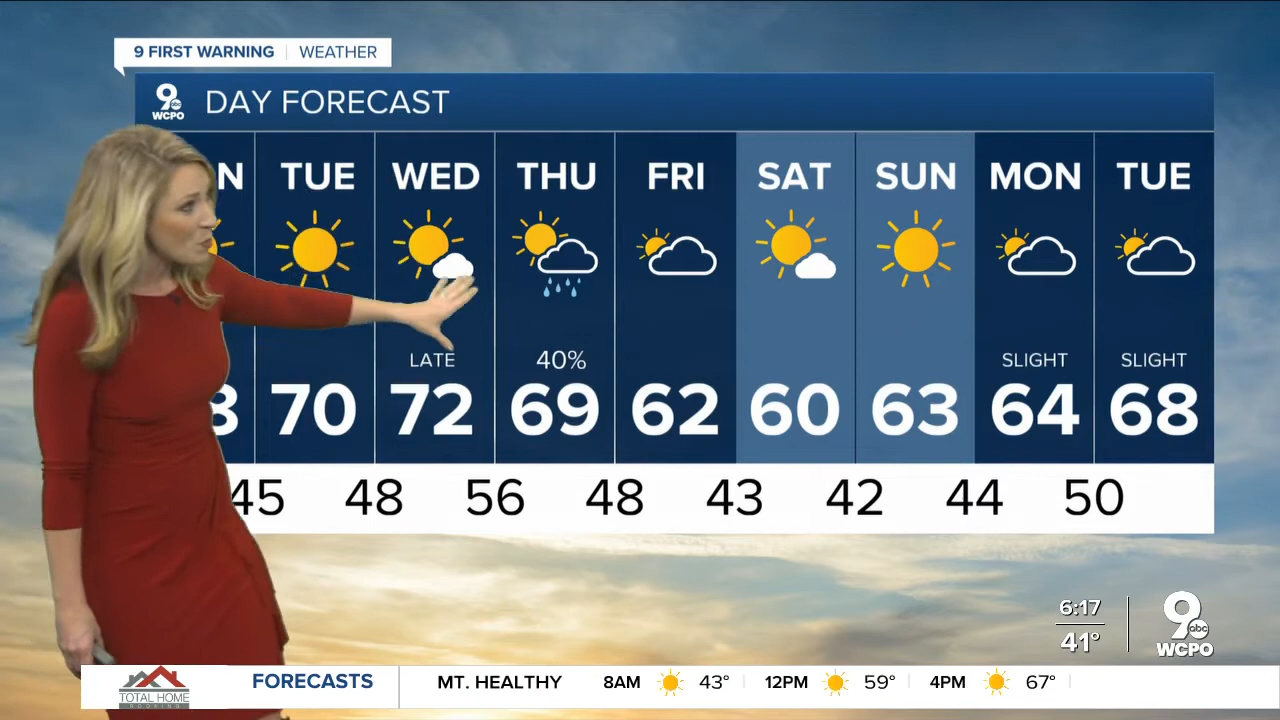 9 FIRST WARNING | WEATHER
9 abc WCPO DAY FORECAST
N TUE WED THU FRI SAT SUN MON TUE
LATE 40% SLIGHT SLIGHT
8 70 72 69 62 60 63 64 68
45 48 56 48 43 42 44 50
6:17
41°
9 abc
WCPO
TOTAL HOME
ROOFING
FORECASTS MT. HEALTHY 8AM 43° 12PM 59° 4PM 67°